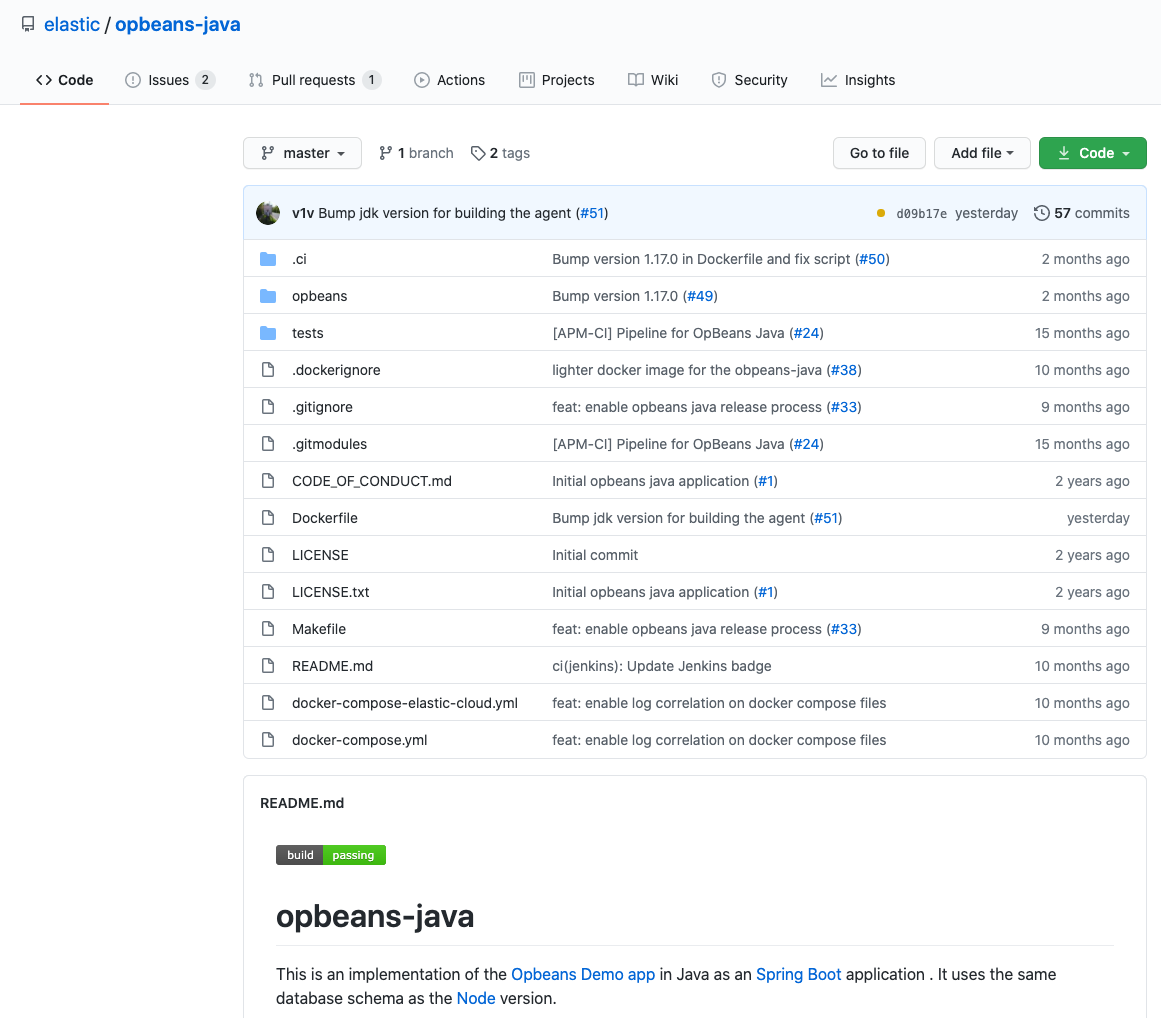 elastic / opbeans-java
Code Issues 2 Pull requests 1 Actions Projects Wiki Security Insights
master 1 branch 2 tags Go to file Add file Code
v1v Bump jdk version for building the agent (#51) d09b17e yesterday 57 commits
.ci Bump version 1.17.0 in Dockerfile and fix script (#50) 2 months ago
opbeans Bump version 1.17.0 (#49) 2 months ago
tests [APM-CI] Pipeline for OpBeans Java (#24) 15 months ago
.dockerignore lighter docker image for the obpeans-java (#38) 10 months ago
.gitignore feat: enable opbeans java release process (#33) 9 months ago
.gitmodules [APM-CI] Pipeline for OpBeans Java (#24) 15 months ago
CODE_OF_CONDUCT.md Initial opbeans java application (#1) 2 years ago
Dockerfile Bump jdk version for building the agent (#51) yesterday
LICENSE Initial commit 2 years ago
LICENSE.txt Initial opbeans java application (#1) 2 years ago
Makefile feat: enable opbeans java release process (#33) 9 months ago
README.md ci(jenkins): Update Jenkins badge 10 months ago
docker-compose-elastic-cloud.yml feat: enable log correlation on docker compose files 10 months ago
docker-compose.yml feat: enable log correlation on docker compose files 10 months ago
README.md
build passing
opbeans-java
This is an implementation of the Opbeans Demo app in Java as an Spring Boot application . It uses the same
database schema as the Node version.